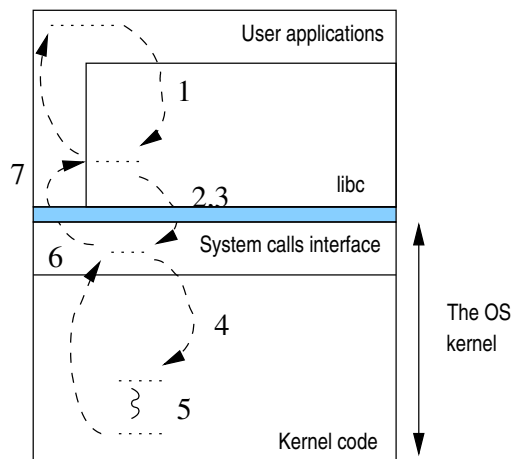 User applications
1
7
libc
2,3
6
System calls interface
4
The OS
kernel
5
Kernel code